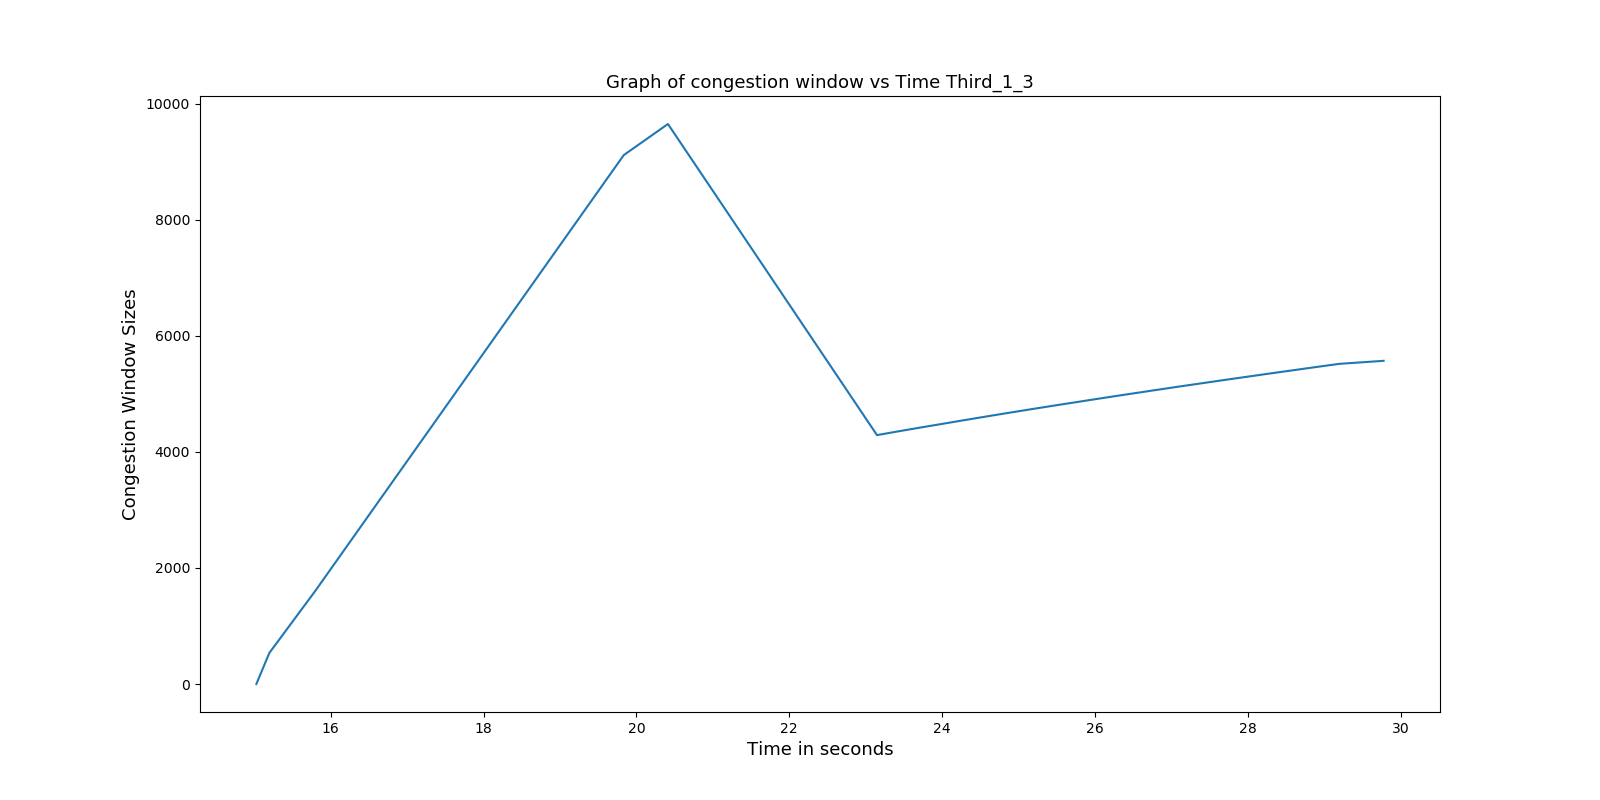 Graph of congestion window vs Time Third_1_3
10000
8000
6000
4000
2000
0
Congestion Window Sizes
16 18 20 22 24 26 28 30
Time in seconds